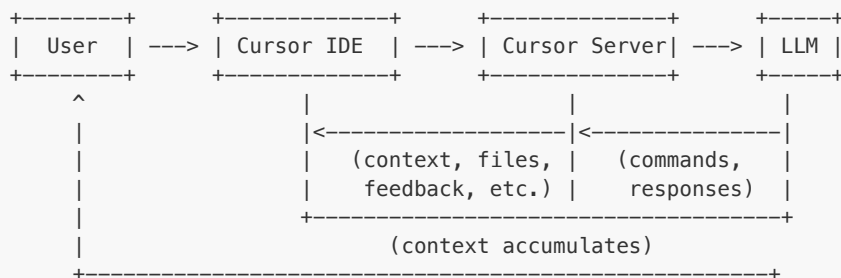 User ---> Cursor IDE ---> Cursor Server ---> LLM
(context, files, (commands,
feedback, etc.) responses)
(context accumulates)